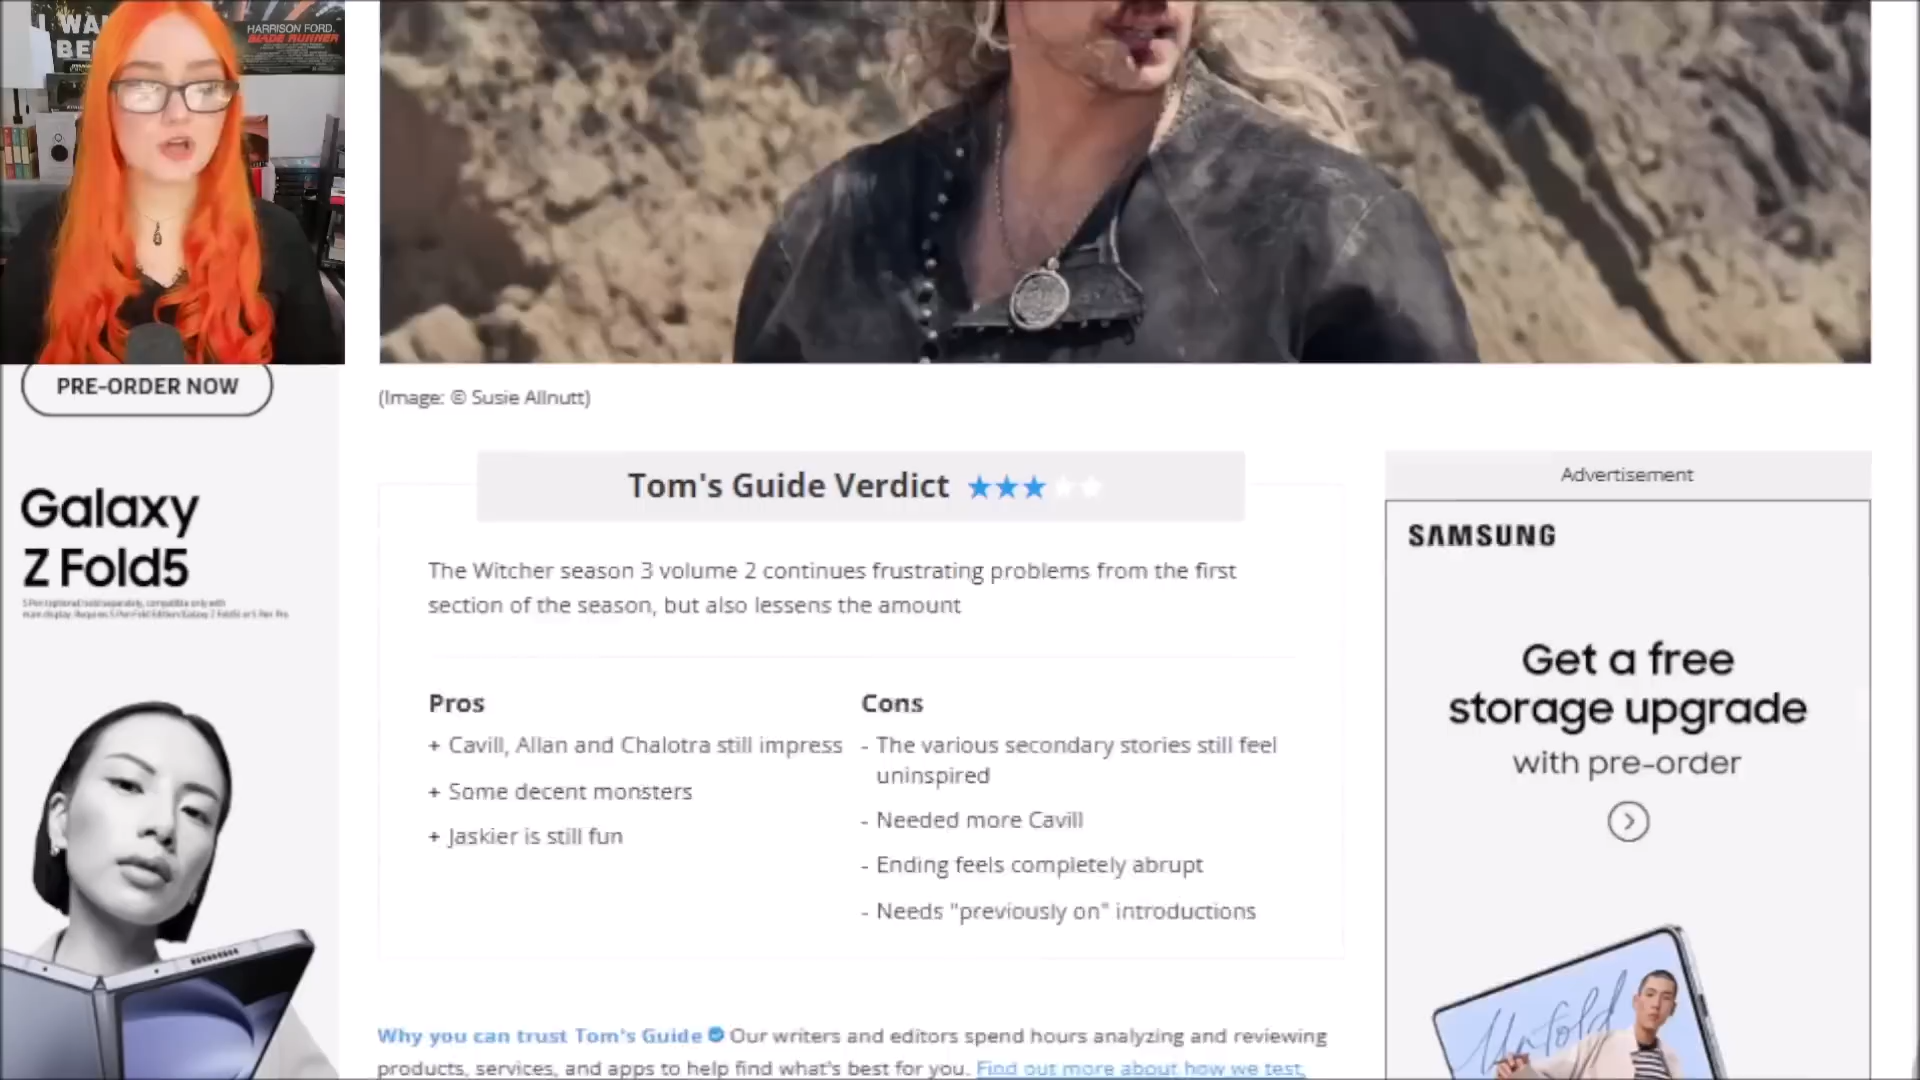 I WA
BE
HARRISON FORD.
BLADE RUNNER
PRE-ORDER NOW
Galaxy
Z Fold5
(Image: © Susie Allnutt)
Tom's Guide Verdict
The Witcher season 3 volume 2 continues frustrating problems from the first
section of the season, but also lessens the amount
Pros
+ Cavill, Allan and Chalotra still impress
+ Some decent monsters
+ Jaskier is still fun
Cons
- The various secondary stories still feel
uninspired
- Needed more Cavill
- Ending feels completely abrupt
- Needs "previously on" introductions
Why you can trust Tom's Guide Our writers and editors spend hours analyzing and reviewing
products, services, and apps to help find what's best for you. Find out more about how we test,
Advertisement
SAMSUNG
Get a free
storage upgrade
with pre-order
Unfold